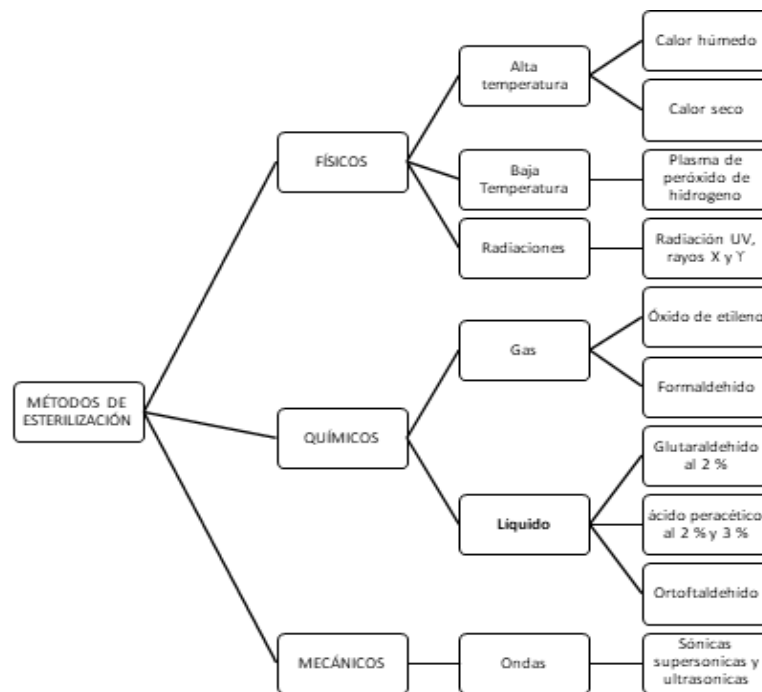 Calor húmedo
Alta
temperatura
Calor seco
FÍSICOS
Baja
Temperatura
Plasma de
peróxido de
hidrogeno
Radiaciones
Radiación UV,
rayos X y Y
Óxido de etileno
Gas
Formaldehído
MÉTODOS DE
ESTERILIZACIÓN
QUÍMICOS
Glutaraldehido
al 2 %
Líquido
ácido peracético
al 2 % y 3 %
Ortoftaldehido
MECÁNICOS
Ondas
Sónicas
supersonicas y
ultrasonicas